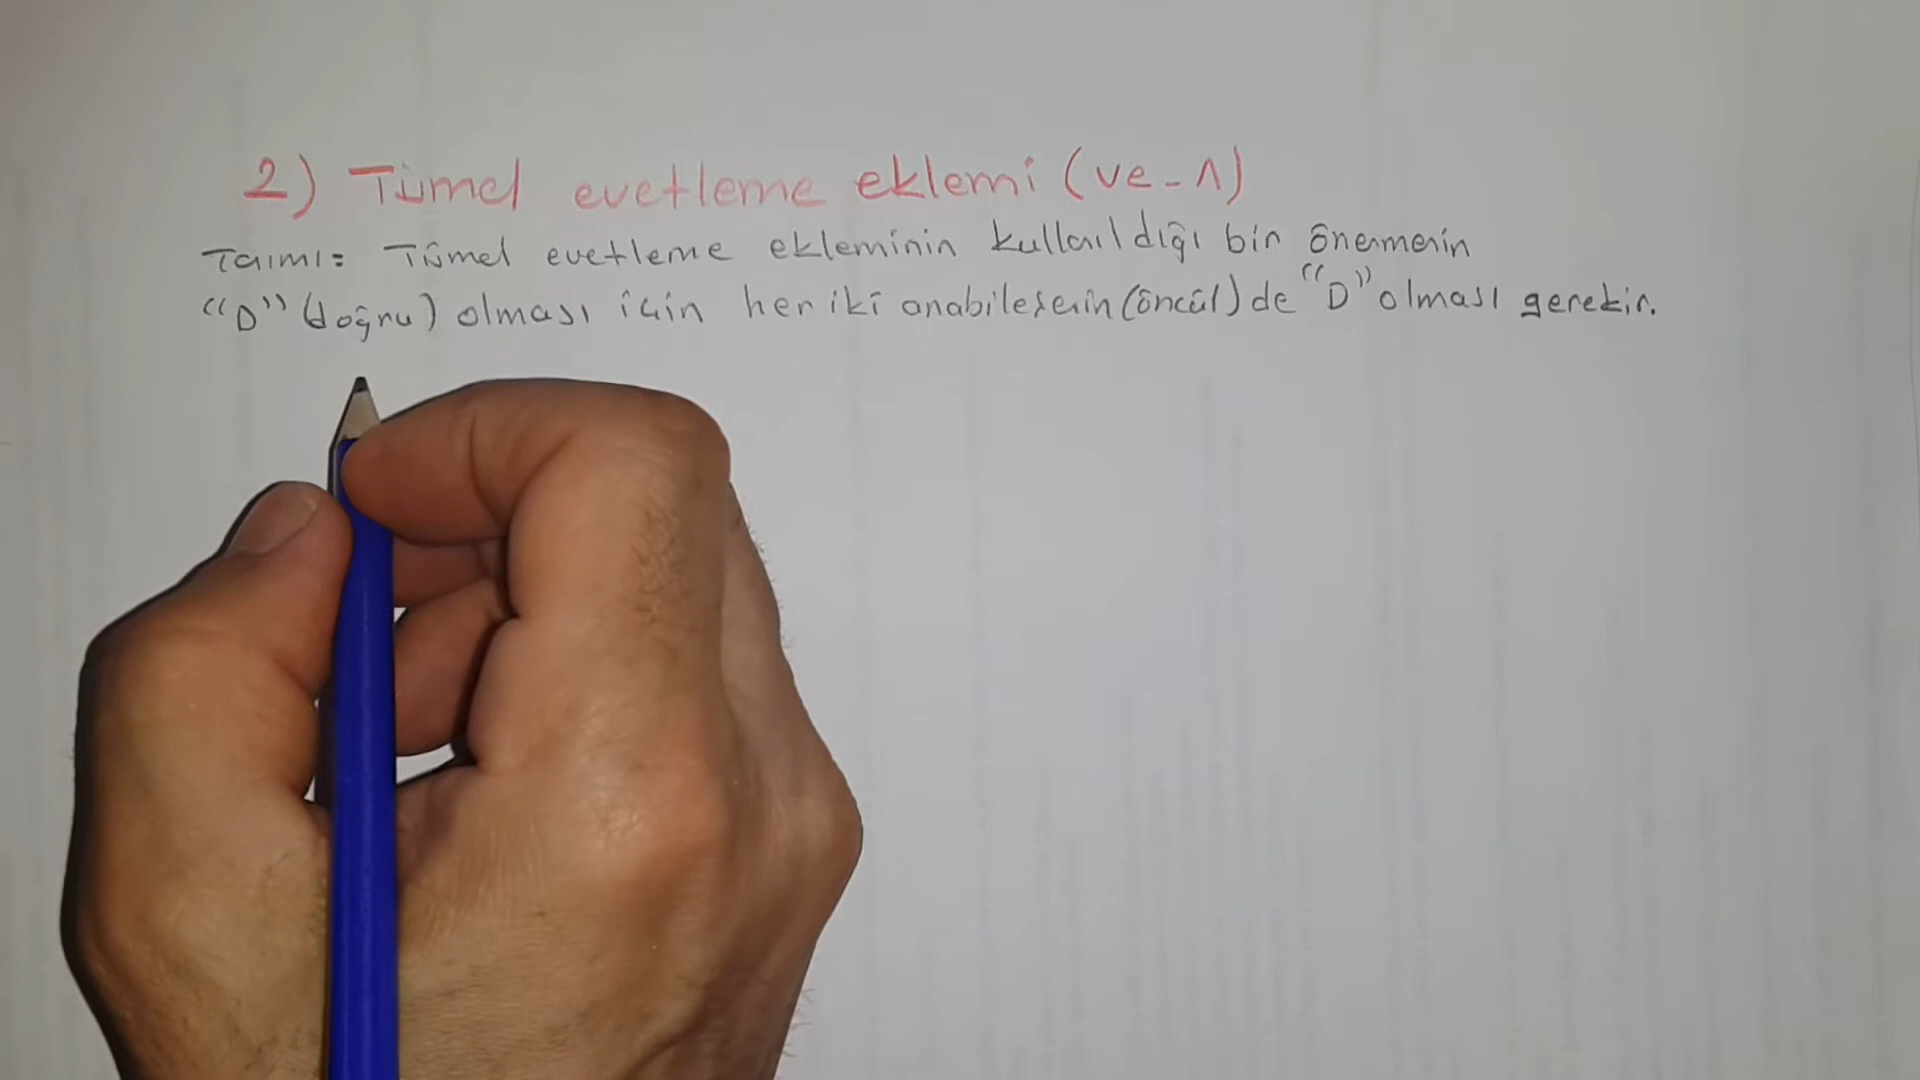 2) Tümel evetleme eklemi (ve - ∧)
Tanımı: Tümel evetleme ekleminin kullanıldığı bir önermenin
"D" (doğru) olması için her iki anabileşenin (öncül) de "D" olması gerekir.